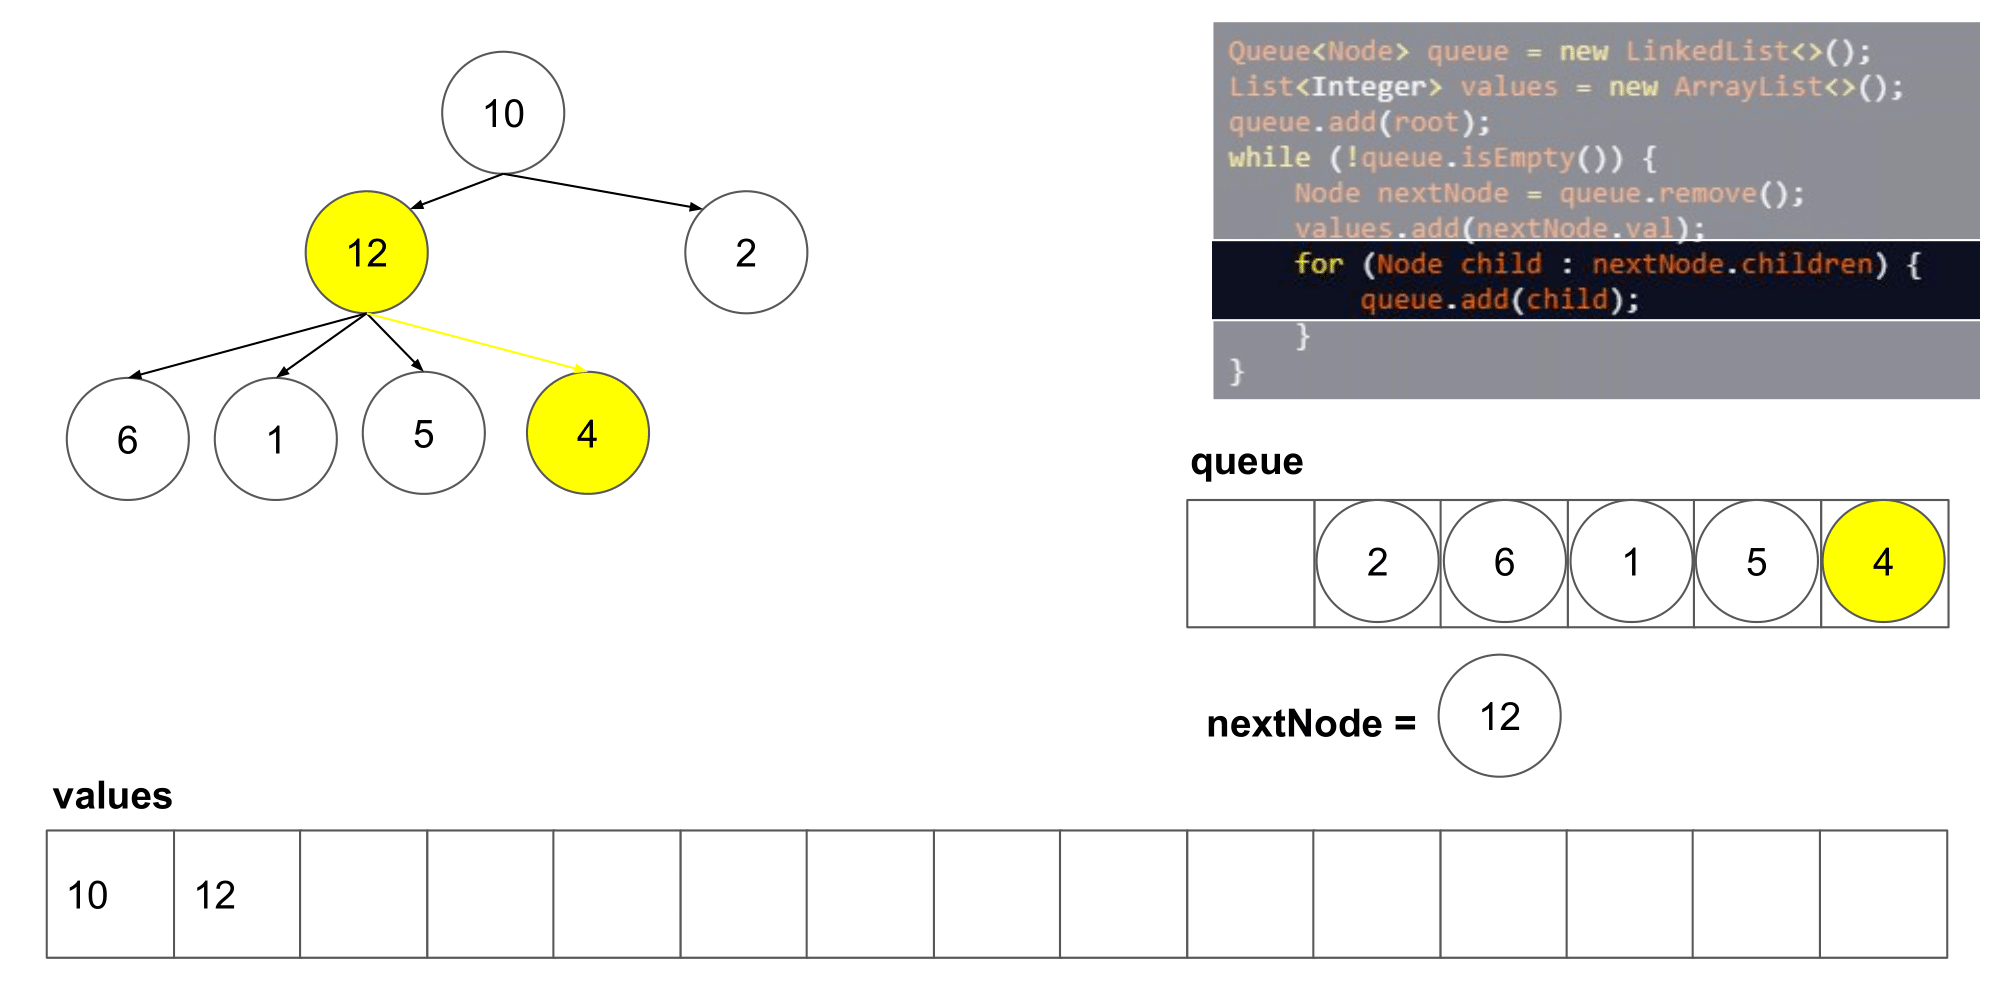 10
12
2
6
1
5
4
Queue<Node> queue = new LinkedList<>();
List<Integer> values = new ArrayList<>();
queue.add(root);
while (!queue.isEmpty()) {
    Node nextNode = queue.remove();
    values.add(nextNode.val);
    for (Node child : nextNode.children) {
        queue.add(child);
    }
}
queue
2 6 1 5 4
nextNode = 12
values
10 12